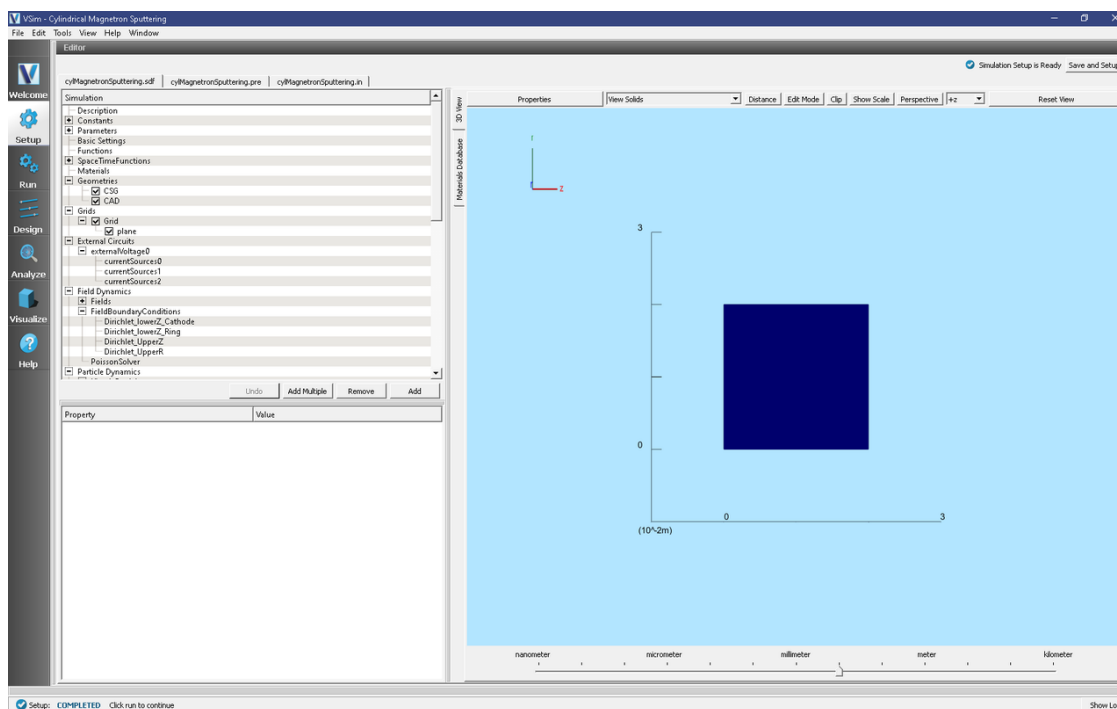 VSim - Cylindrical Magnetron Sputtering
File Edit Tools View Help Window
Editor
Simulation Setup is Ready Save and Setup
cylMagnetronSputtering.sdf cylMagnetronSputtering.pre cylMagnetronSputtering.in
Welcome
Setup
Run
Design
Analyze
Visualize
Help
Simulation
Description
Constants
Parameters
Basic Settings
Functions
SpaceTimeFunctions
Materials
Geometries
CSG
CAD
Grids
Grid
plane
External Circuits
externalVoltage0
currentSources0
currentSources1
currentSources2
Field Dynamics
Fields
FieldBoundaryConditions
Dirichlet_lowerZ_Cathode
Dirichlet_lowerZ_Ring
Dirichlet_UpperZ
Dirichlet_UpperR
PoissonSolver
Particle Dynamics
Undo Add Multiple Remove Add
Property Value
3D View
Materials Database
Properties View Solids Distance Edit Mode Clip Show Scale Perspective +z Reset View
Z
3
0
0 3
(10^-2m)
nanometer micrometer millimeter meter kilometer
Setup: COMPLETED Click run to continue
Show Lo